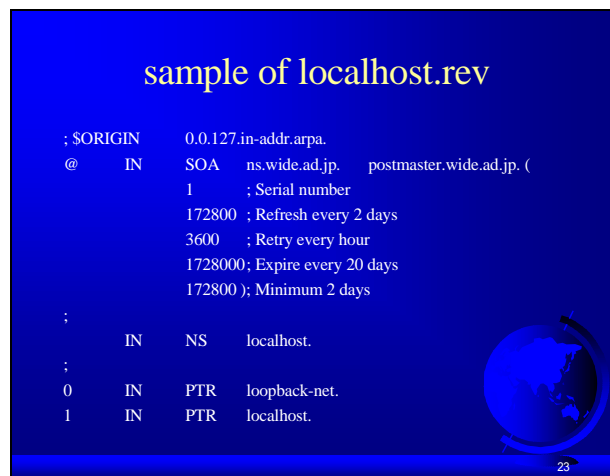 sample of localhost.rev
; $ORIGIN 0.0.127.in-addr.arpa.
@ IN SOA ns.wide.ad.jp. postmaster.wide.ad.jp. (
1 ; Serial number
172800 ; Refresh every 2 days
3600 ; Retry every hour
1728000; Expire every 20 days
172800 ); Minimum 2 days
;
IN NS localhost.
;
0 IN PTR loopback-net.
1 IN PTR localhost.
23